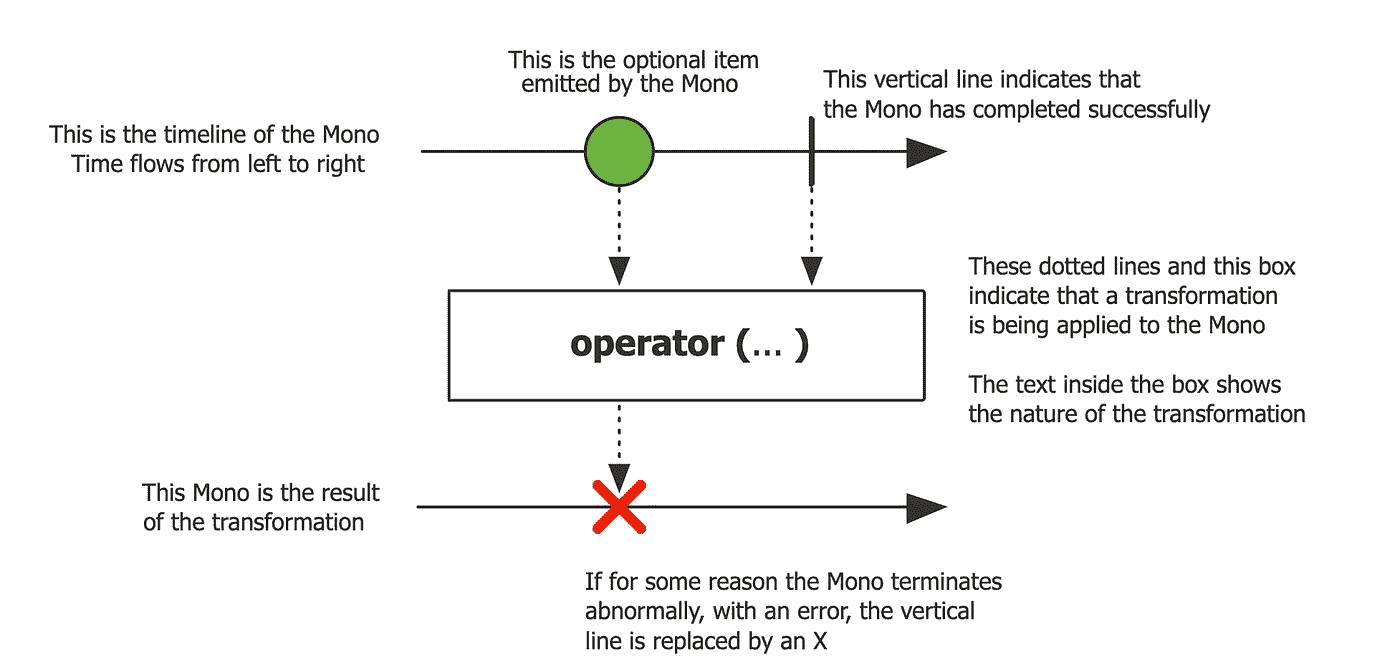 This is the optional item
emitted by the Mono
This vertical line indicates that
the Mono has completed successfully
This is the timeline of the Mono
Time flows from left to right
These dotted lines and this box
indicate that a transformation
is being applied to the Mono
The text inside the box shows
the nature of the transformation
operator (... )
This Mono is the result
of the transformation
If for some reason the Mono terminates
abnormally, with an error, the vertical
line is replaced by an X